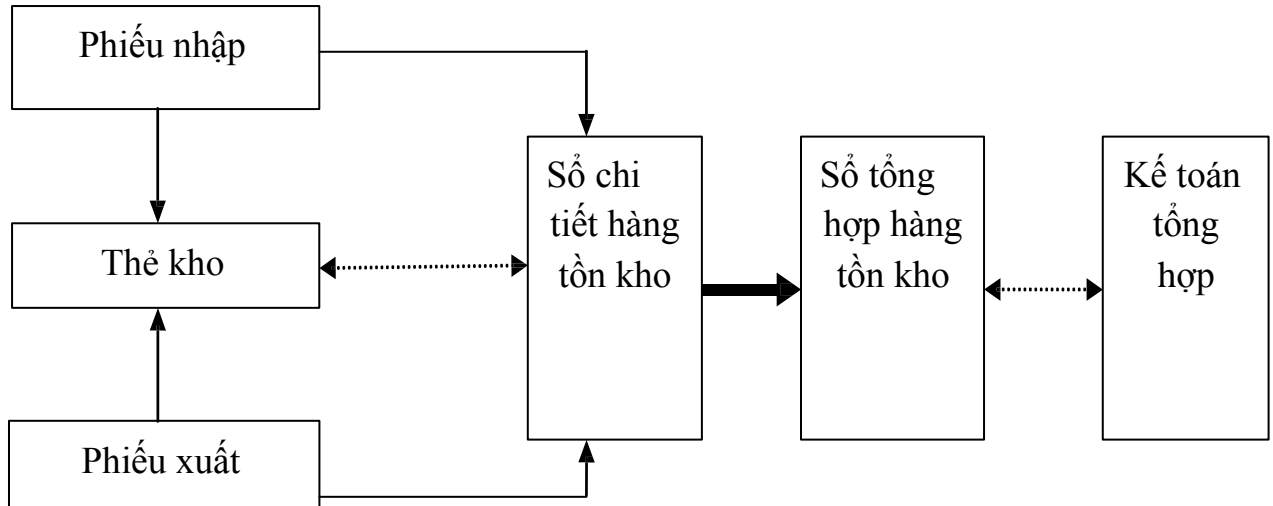 Phiếu nhập
Thẻ kho
Phiếu xuất
Sổ chi
tiết hàng
tồn kho
Sổ tổng
hợp hàng
tồn kho
Kế toán
tổng
hợp